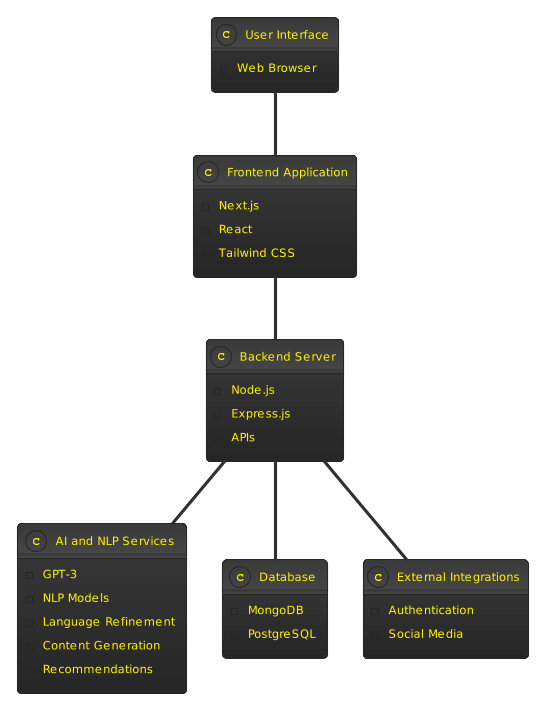 C User Interface
Web Browser
C Frontend Application
Next.js
React
Tailwind CSS
C Backend Server
Node.js
Express.js
APIs
C AI and NLP Services
GPT-3
NLP Models
Language Refinement
Content Generation
Recommendations
C Database
MongoDB
PostgreSQL
C External Integrations
Authentication
Social Media